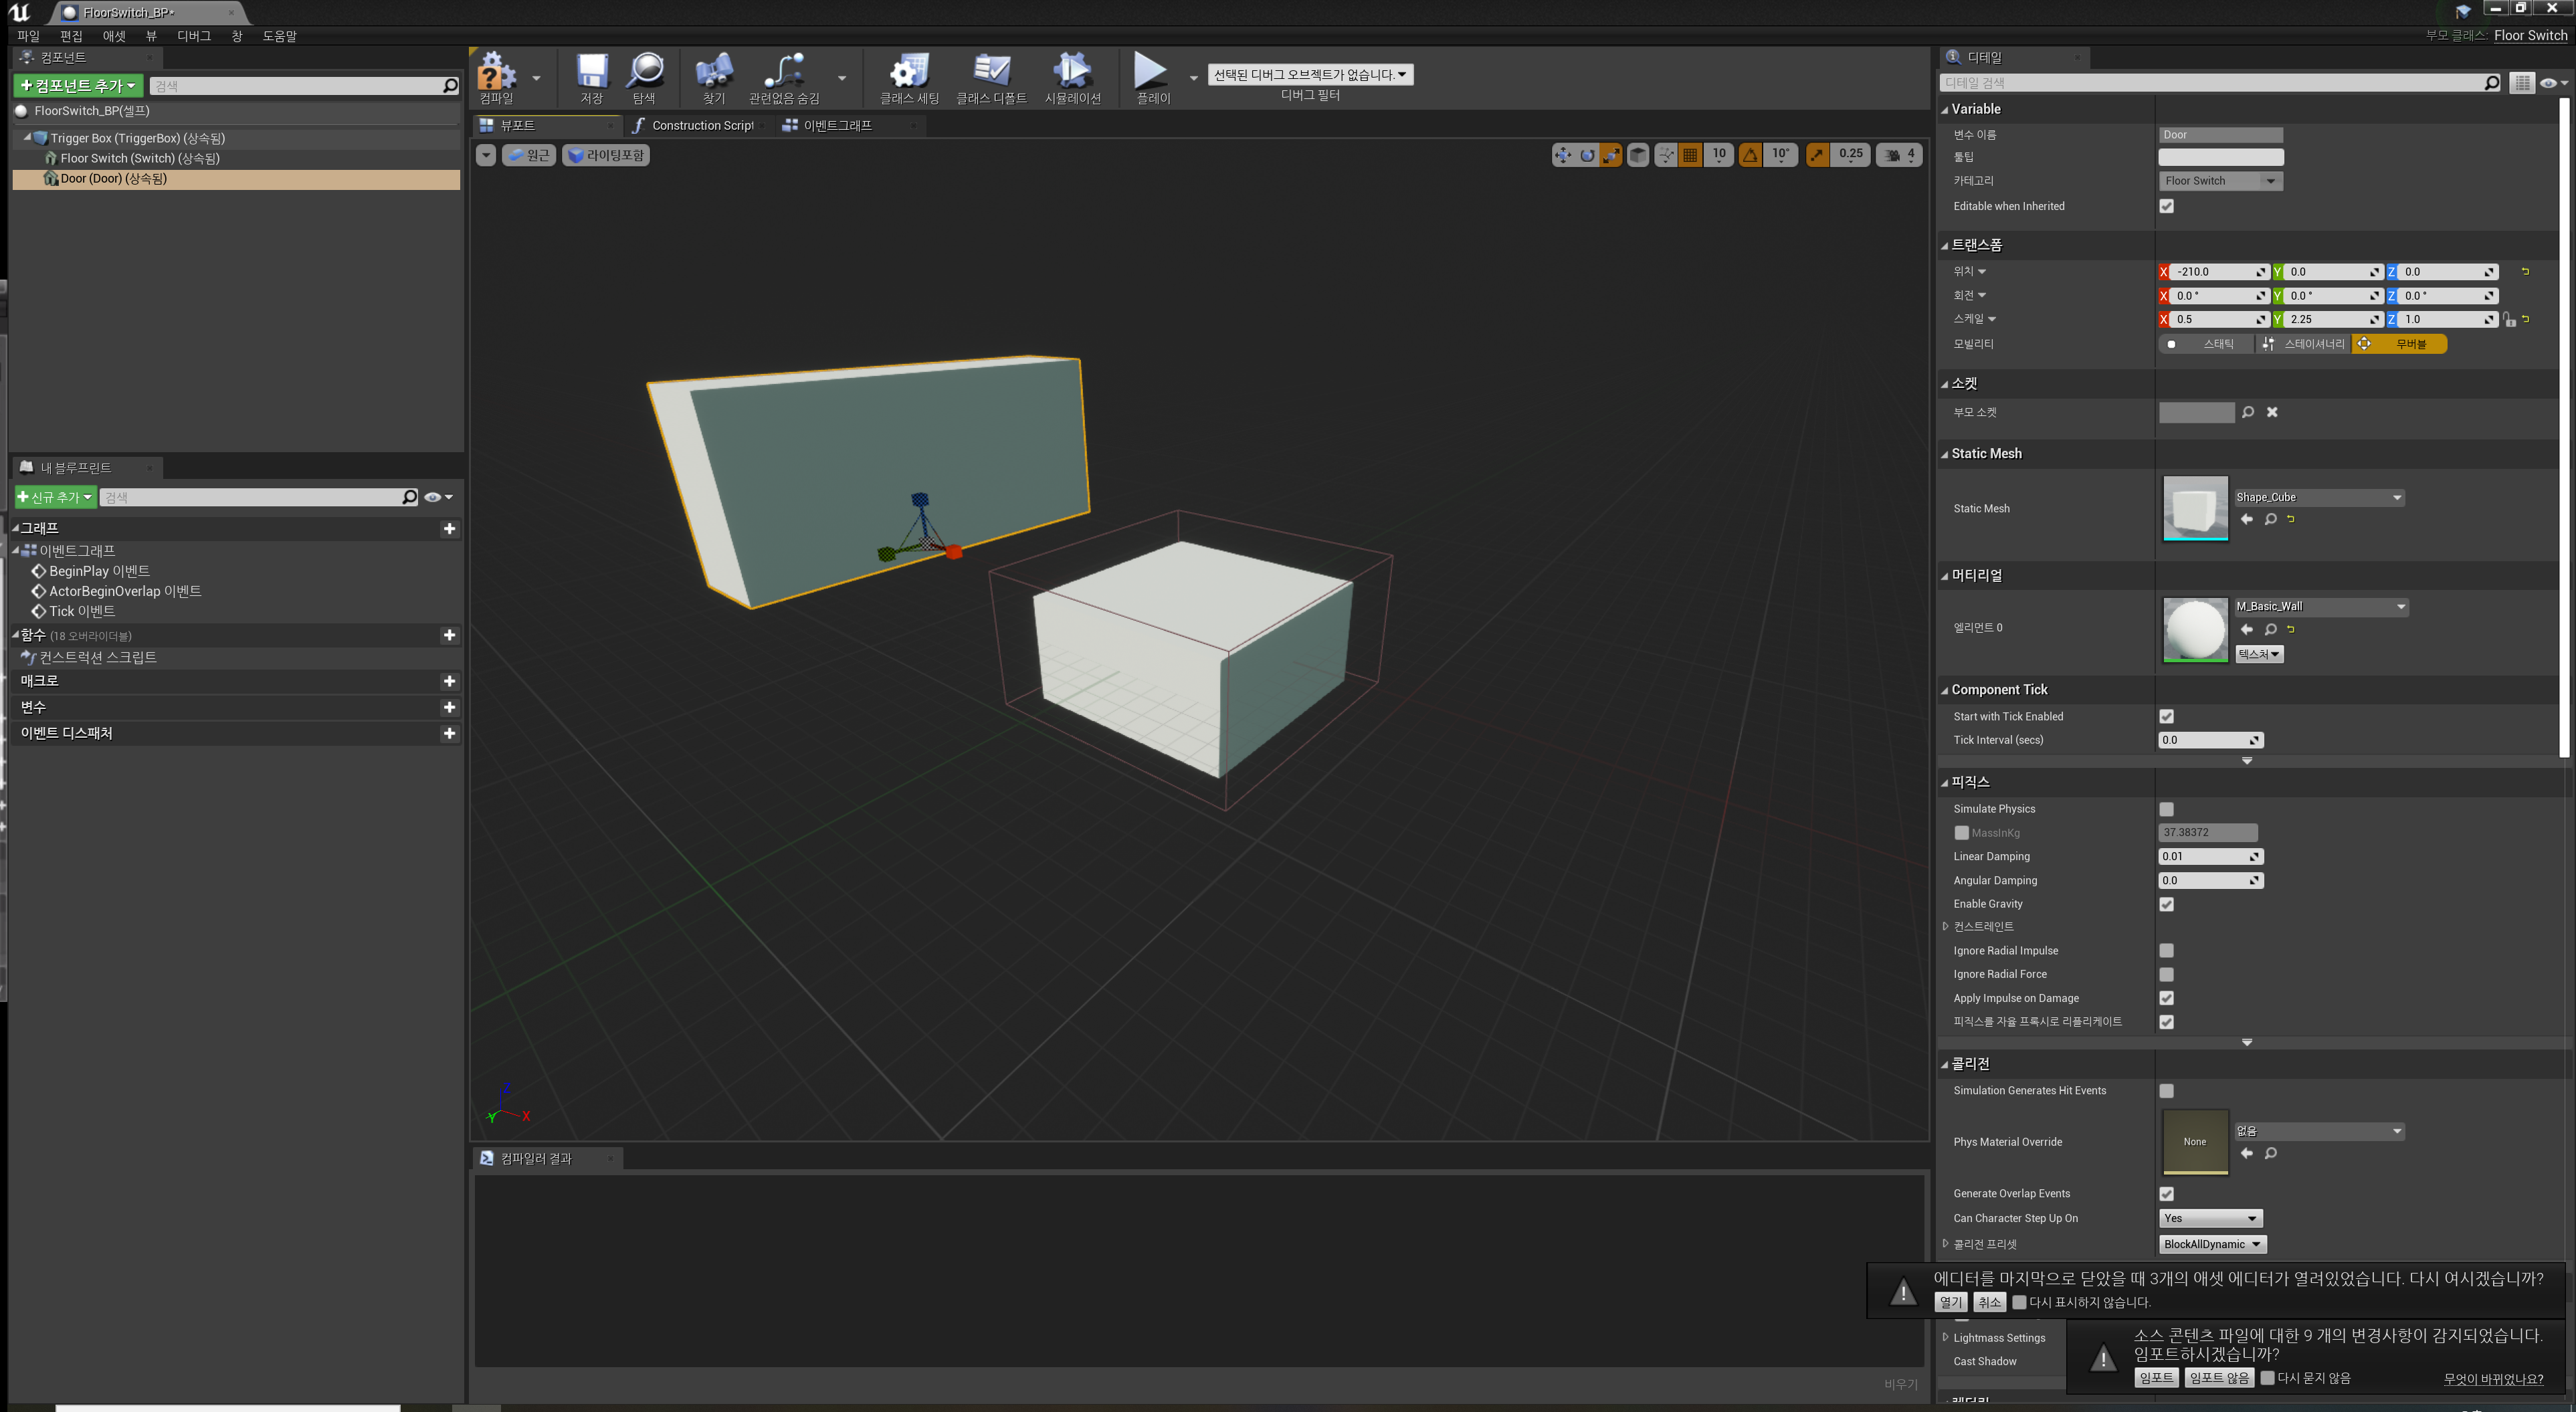 FloorSwitch_BP*
파일 편집 애셋 뷰 디버그 창 도움말
부모 클래스: Floor Switch
컴포넌트
+컴포넌트 추가
검색
FloorSwitch_BP(셀프)
Trigger Box (TriggerBox) (상속됨)
Floor Switch (Switch) (상속됨)
Door (Door) (상속됨)
내 블루프린트
+신규 추가
검색
그래프
이벤트그래프
BeginPlay 이벤트
ActorBeginOverlap 이벤트
Tick 이벤트
함수 (18 오버라이더블)
컨스트럭션 스크립트
매크로
변수
이벤트 디스패처
컴파일 저장 탐색 찾기 관련없음 숨김 클래스 세팅 클래스 디폴트 시뮬레이션 플레이
선택된 디버그 오브젝트가 없습니다.
디버그 필터
뷰포트 Construction Script 이벤트그래프
원근 라이팅포함
10 10° 0.25 4
Z
Y X
컴파일러 결과
비우기
디테일
디테일 검색
Variable
변수 이름 Door
툴팁
카테고리 Floor Switch
Editable when Inherited
트랜스폼
위치 X -210.0 Y 0.0 Z 0.0
회전 X 0.0 ° Y 0.0 ° Z 0.0 °
스케일 X 0.5 Y 2.25 Z 1.0
모빌리티 스태틱 스테이셔너리 무버블
소켓
부모 소켓
Static Mesh
Static Mesh Shape_Cube
머티리얼
엘리먼트 0 M_Basic_Wall
텍스처
Component Tick
Start with Tick Enabled
Tick Interval (secs) 0.0
피직스
Simulate Physics
MassInKg 37.38372
Linear Damping 0.01
Angular Damping 0.0
Enable Gravity
컨스트레인트
Ignore Radial Impulse
Ignore Radial Force
Apply Impulse on Damage
피직스를 자율 프록시로 리플리케이트
콜리전
Simulation Generates Hit Events
Phys Material Override None 없음
Generate Overlap Events
Can Character Step Up On Yes
콜리전 프리셋 BlockAllDynamic
에디터를 마지막으로 닫았을 때 3개의 애셋 에디터가 열려있었습니다. 다시 여시겠습니까?
열기 취소 다시 표시하지 않습니다.
Lightmass Settings
Cast Shadow
소스 콘텐츠 파일에 대한 9 개의 변경사항이 감지되었습니다.
임포트하시겠습니까?
임포트 임포트 않음 다시 묻지 않음 무엇이 바뀌었나요?